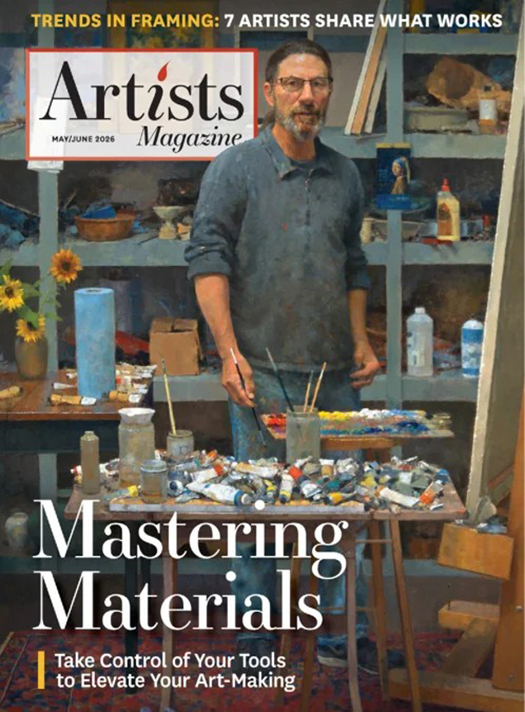 TRENDS IN FRAMING: 7 ARTISTS SHARE WHAT WORKS
Artists
MAY/JUNE 2026
Magazine
Mastering
Materials
Take Control of Your Tools
to Elevate Your Art-Making